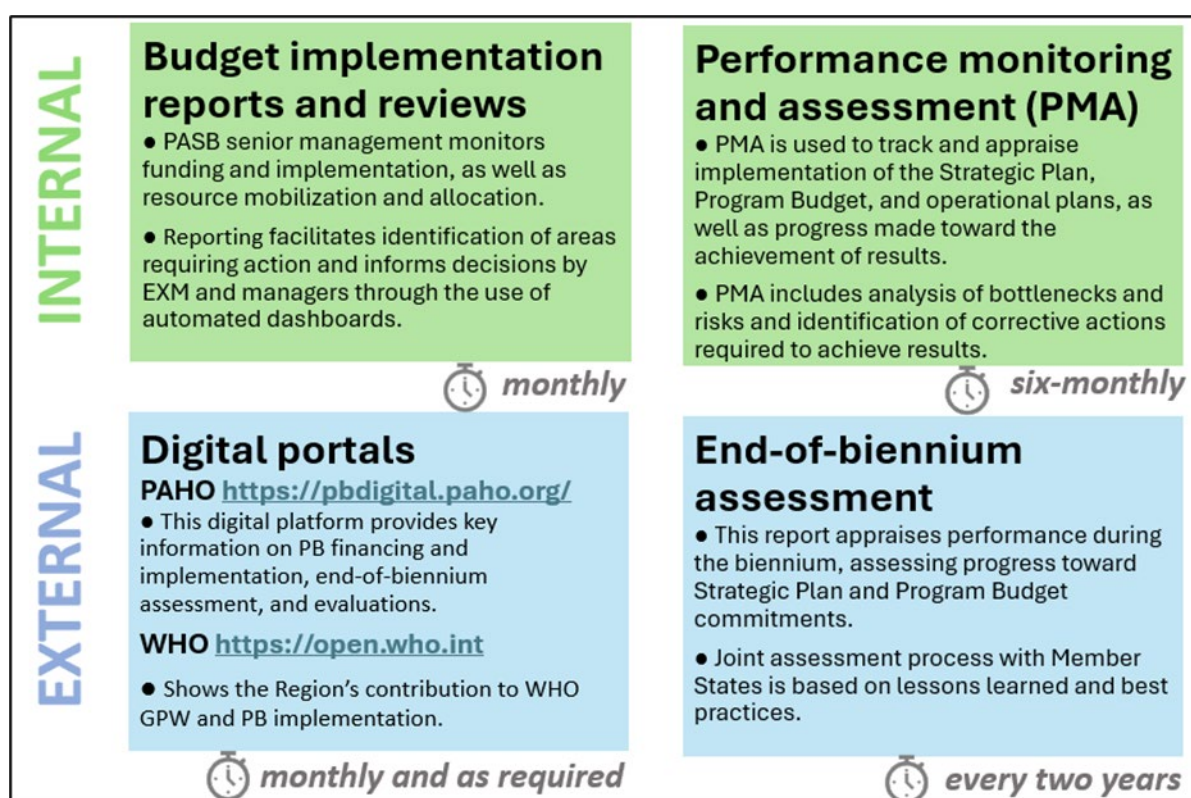 INTERNAL
Budget implementation
reports and reviews
● PASB senior management monitors
funding and implementation, as well as
resource mobilization and allocation.
● Reporting facilitates identification of areas
requiring action and informs decisions by
EXM and managers through the use of
automated dashboards.
monthly
Performance monitoring
and assessment (PMA)
● PMA is used to track and appraise
implementation of the Strategic Plan,
Program Budget, and operational plans, as
well as progress made toward the
achievement of results.
● PMA includes analysis of bottlenecks and
risks and identification of corrective actions
required to achieve results.
six-monthly
EXTERNAL
Digital portals
PAHO https://pbdigital.paho.org/
● This digital platform provides key
information on PB financing and
implementation, end-of-biennium
assessment, and evaluations.
WHO https://open.who.int
● Shows the Region's contribution to WHO
GPW and PB implementation.
monthly and as required
End-of-biennium
assessment
● This report appraises performance during
the biennium, assessing progress toward
Strategic Plan and Program Budget
commitments.
● Joint assessment process with Member
States is based on lessons learned and best
practices.
every two years